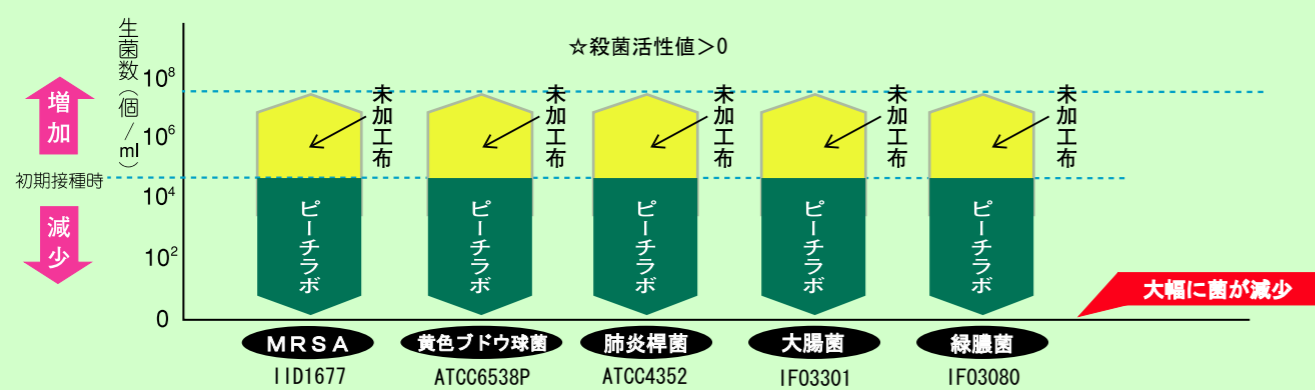 ☆殺菌活性値＞0
生菌数（個／ml）
10⁸
10⁶
10⁴
10²
0
増加
初期接種時
減少
未加工布
未加工布
未加工布
未加工布
未加工布
ピーチラボ
ピーチラボ
ピーチラボ
ピーチラボ
ピーチラボ
大幅に菌が減少
MRSA
黄色ブドウ球菌
肺炎桿菌
大腸菌
緑膿菌
IID1677
ATCC6538P
ATCC4352
IFO3301
IFO3080